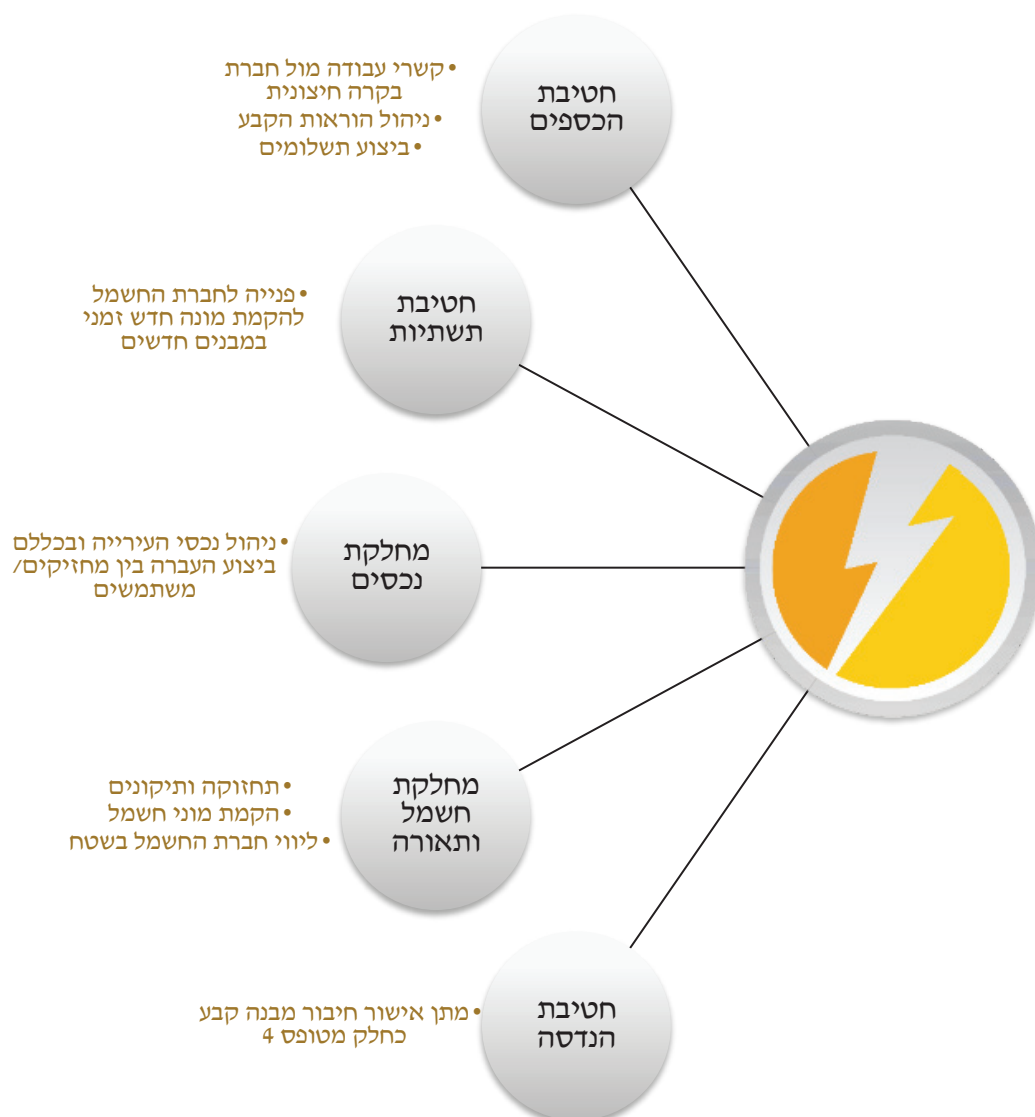 חטיבת
הכספים
•קשרי עבודה מול חברת
בקרה חיצונית
•ניהול הוראות הקבע
•ביצוע תשלומים
חטיבת
תשתיות
•פנייה לחברת החשמל
להקמת מונה חדש זמני
במבנים חדשים
מחלקת
נכסים
•ניהול נכסי העירייה ובכללם
ביצוע העברה בין מחזיקים/
משתמשים
מחלקת
חשמל
ותאורה
•תחזוקה ותיקונים
•הקמת מוני חשמל
•ליווי חברת החשמל בשטח
חטיבת
הנדסה
•מתן אישור חיבור מבנה קבע
כחלק מטופס 4